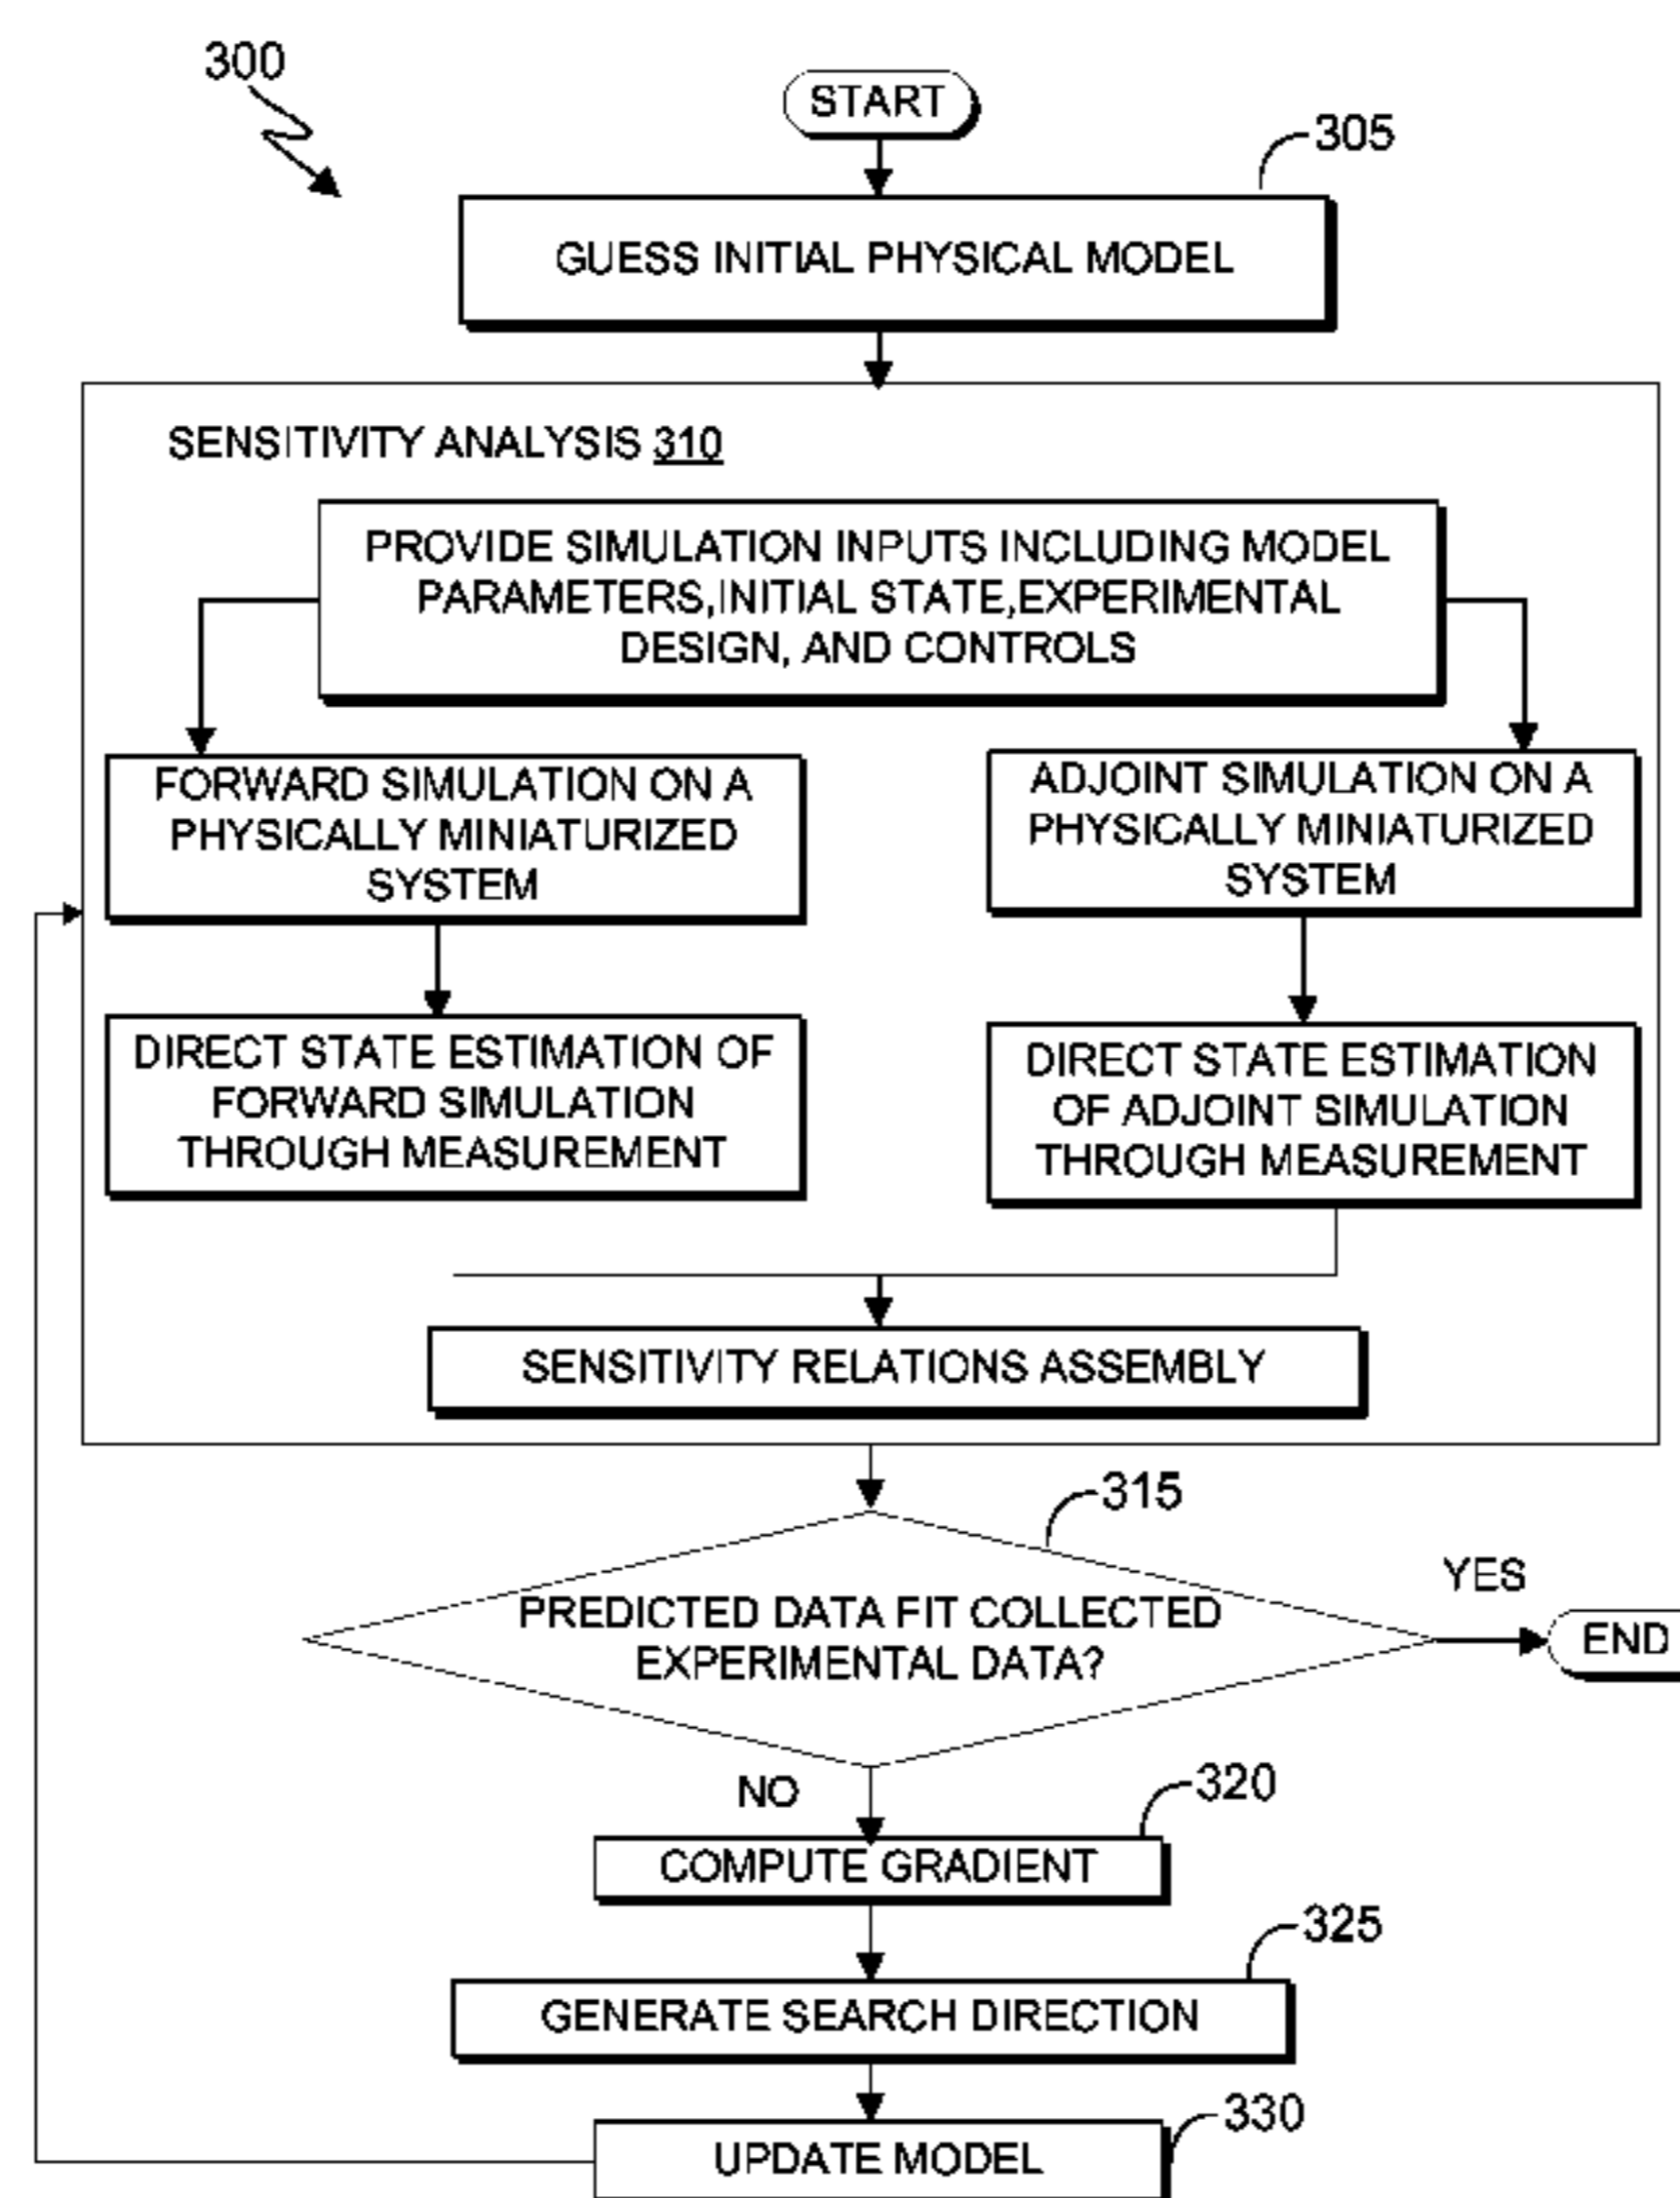 300
START
305
GUESS INITIAL PHYSICAL MODEL
SENSITIVITY ANALYSIS 310
PROVIDE SIMULATION INPUTS INCLUDING MODEL
PARAMETERS,INITIAL STATE,EXPERIMENTAL
DESIGN, AND CONTROLS
FORWARD SIMULATION ON A
PHYSICALLY MINIATURIZED
SYSTEM
ADJOINT SIMULATION ON A
PHYSICALLY MINIATURIZED
SYSTEM
DIRECT STATE ESTIMATION OF
FORWARD SIMULATION
THROUGH MEASUREMENT
DIRECT STATE ESTIMATION
OF ADJOINT SIMULATION
THROUGH MEASUREMENT
SENSITIVITY RELATIONS ASSEMBLY
315
PREDICTED DATA FIT COLLECTED
EXPERIMENTAL DATA?
YES
END
NO
320
COMPUTE GRADIENT
325
GENERATE SEARCH DIRECTION
330
UPDATE MODEL